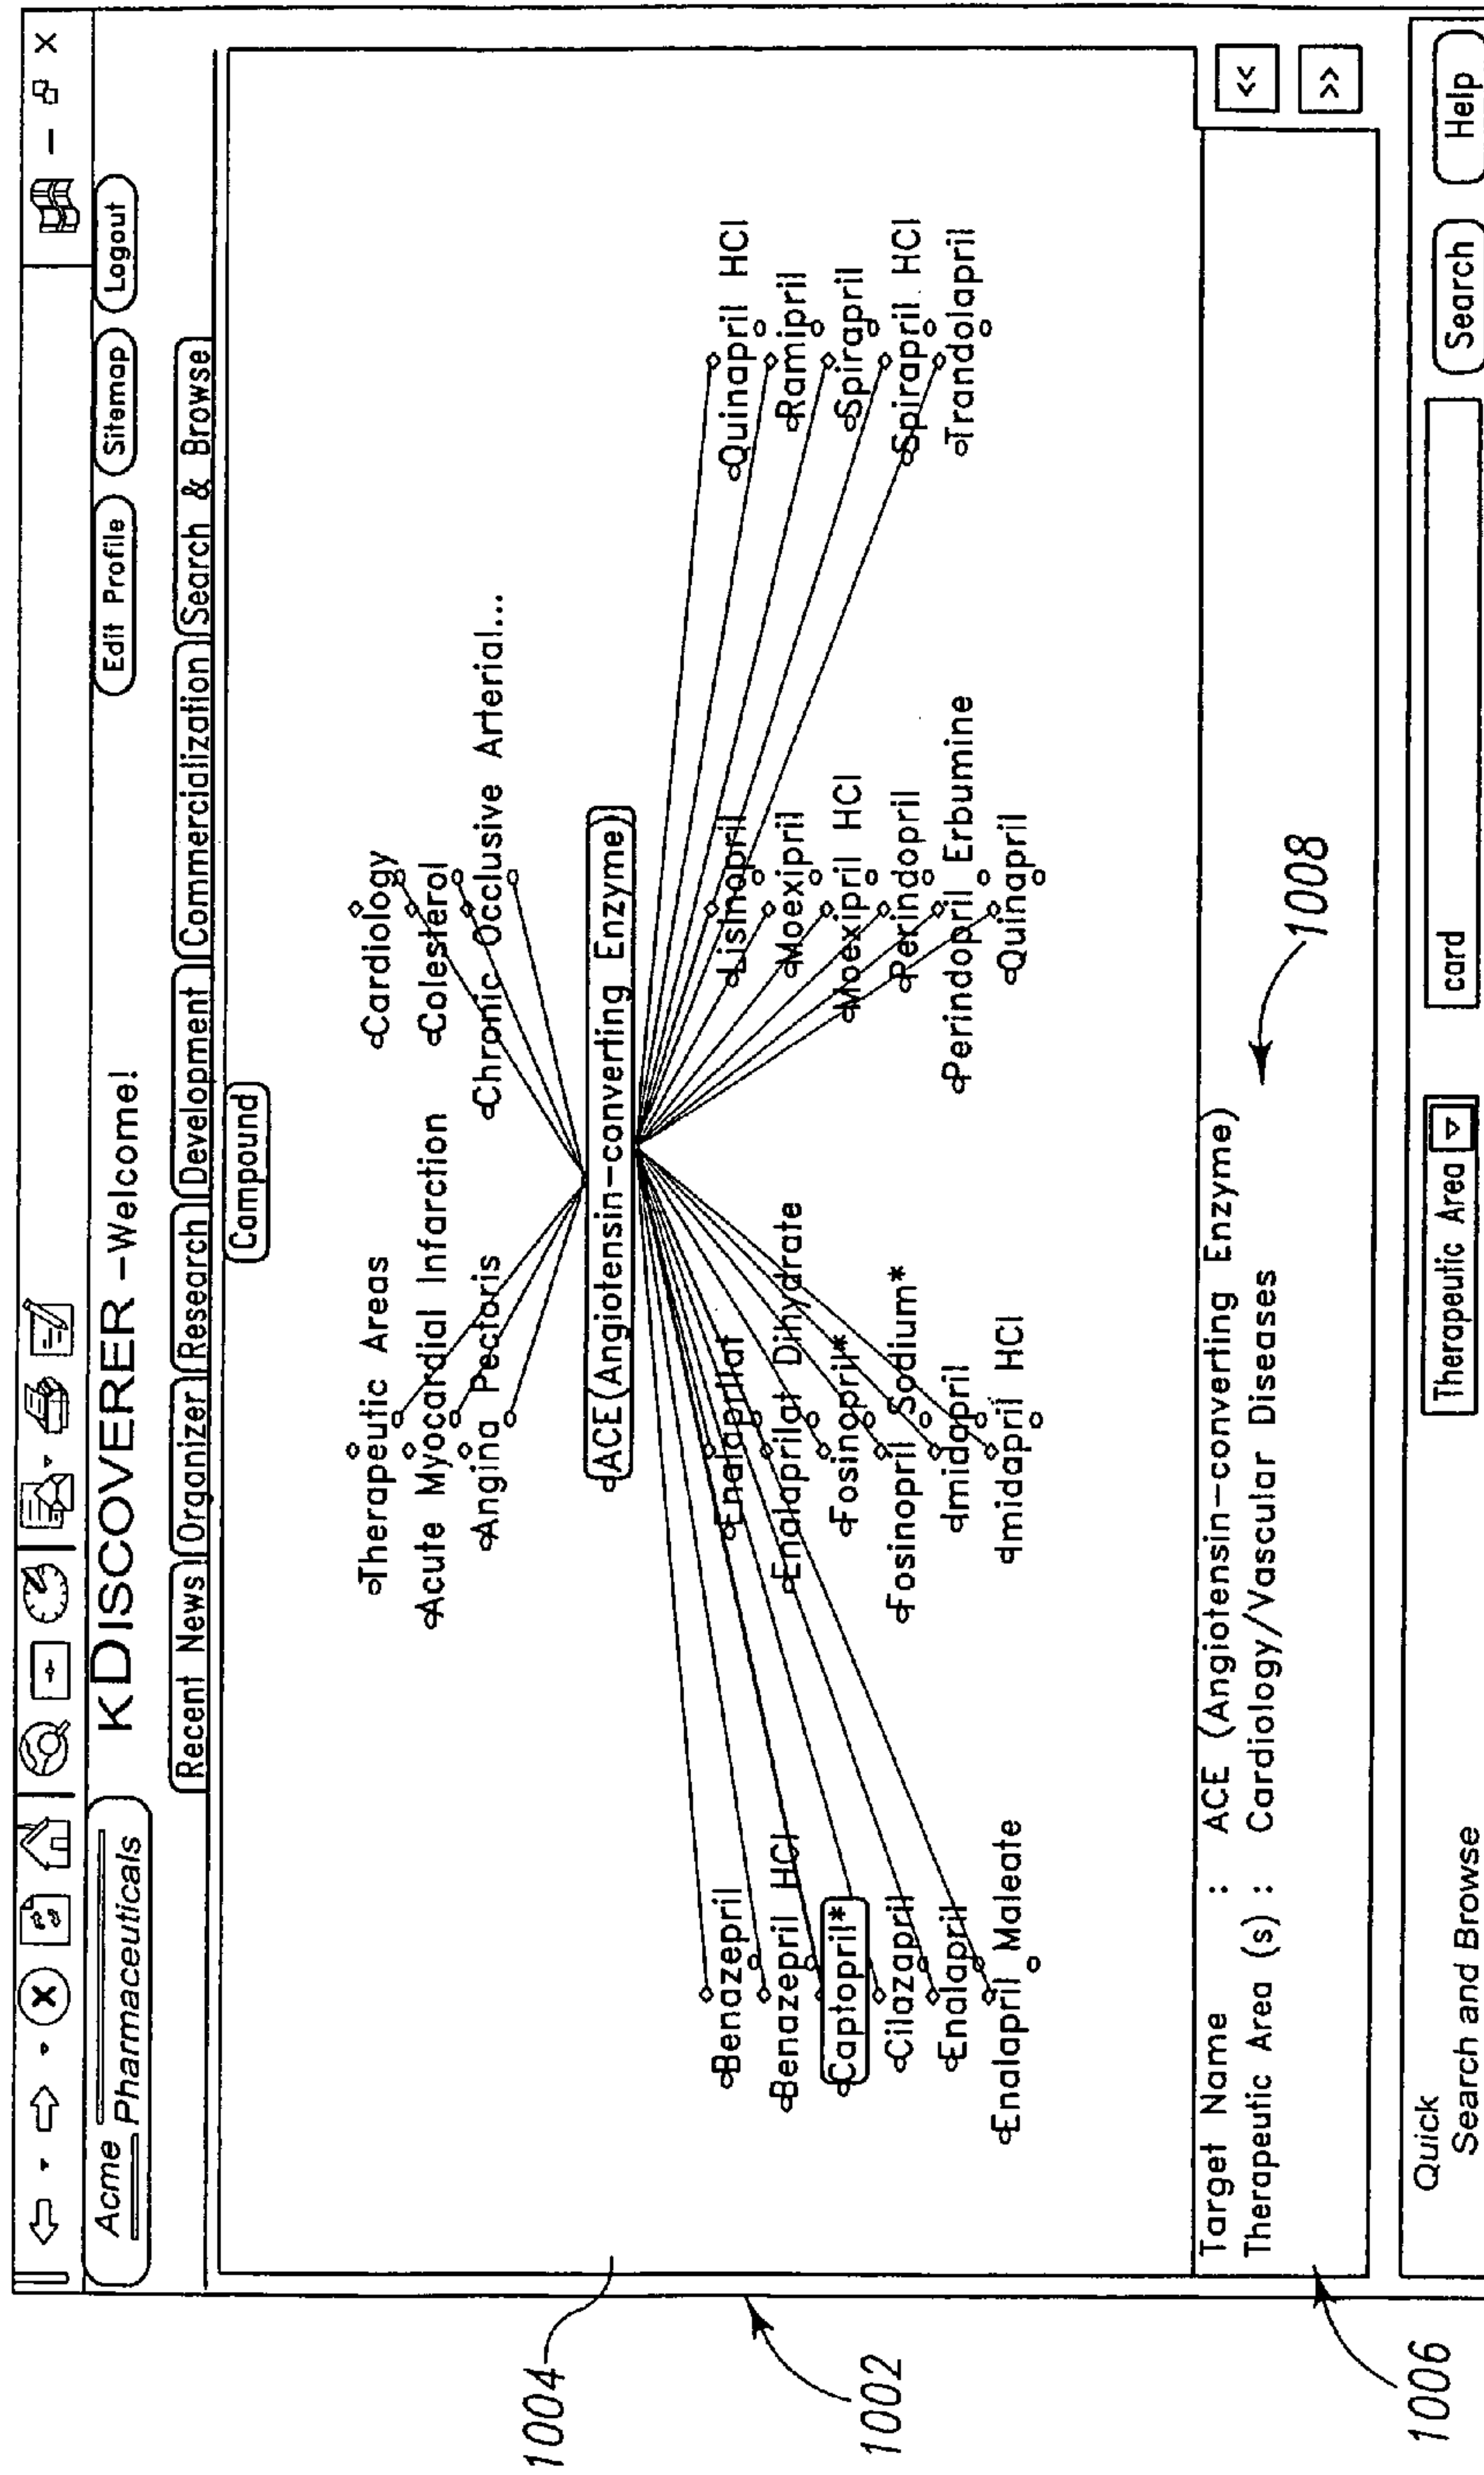 Acme
Pharmaceuticals
KDISCOVERER -Welcome!
Edit Profile
Sitemap
Logout
Recent News
Organizer
Research
Development
Commercialization
Search & Browse
Compound
Therapeutic Areas
Acute Myocardial Infarction
Angina Pectoris
Cardiology
Colesterol
Chronic Occlusive Arterial...
ACE(Angiotensin-converting Enzyme)
Benazepril
Benazepril HCl
Captopril*
Cilazapril
Enalapril
Enalapril Maleate
Enalaprilat
Enalaprilat Dihydrate
Fosinopril*
Fosinopril Sodium*
Imidapril
Imidapril HCl
Lisinopril
Moexipril
Moexipril HCl
Perindopril
Perindopril Erbumine
Quinapril
Quinapril HCl
Ramipril
Spirapril
Spirapril HCl
Trandolapril
Target Name : ACE (Angiotensin-converting Enzyme)
Therapeutic Area (s) : Cardiology/Vascular Diseases
<<
>>
Quick
Search and Browse
Therapeutic Area
card
Search
Help
1004
1002
1006
1008